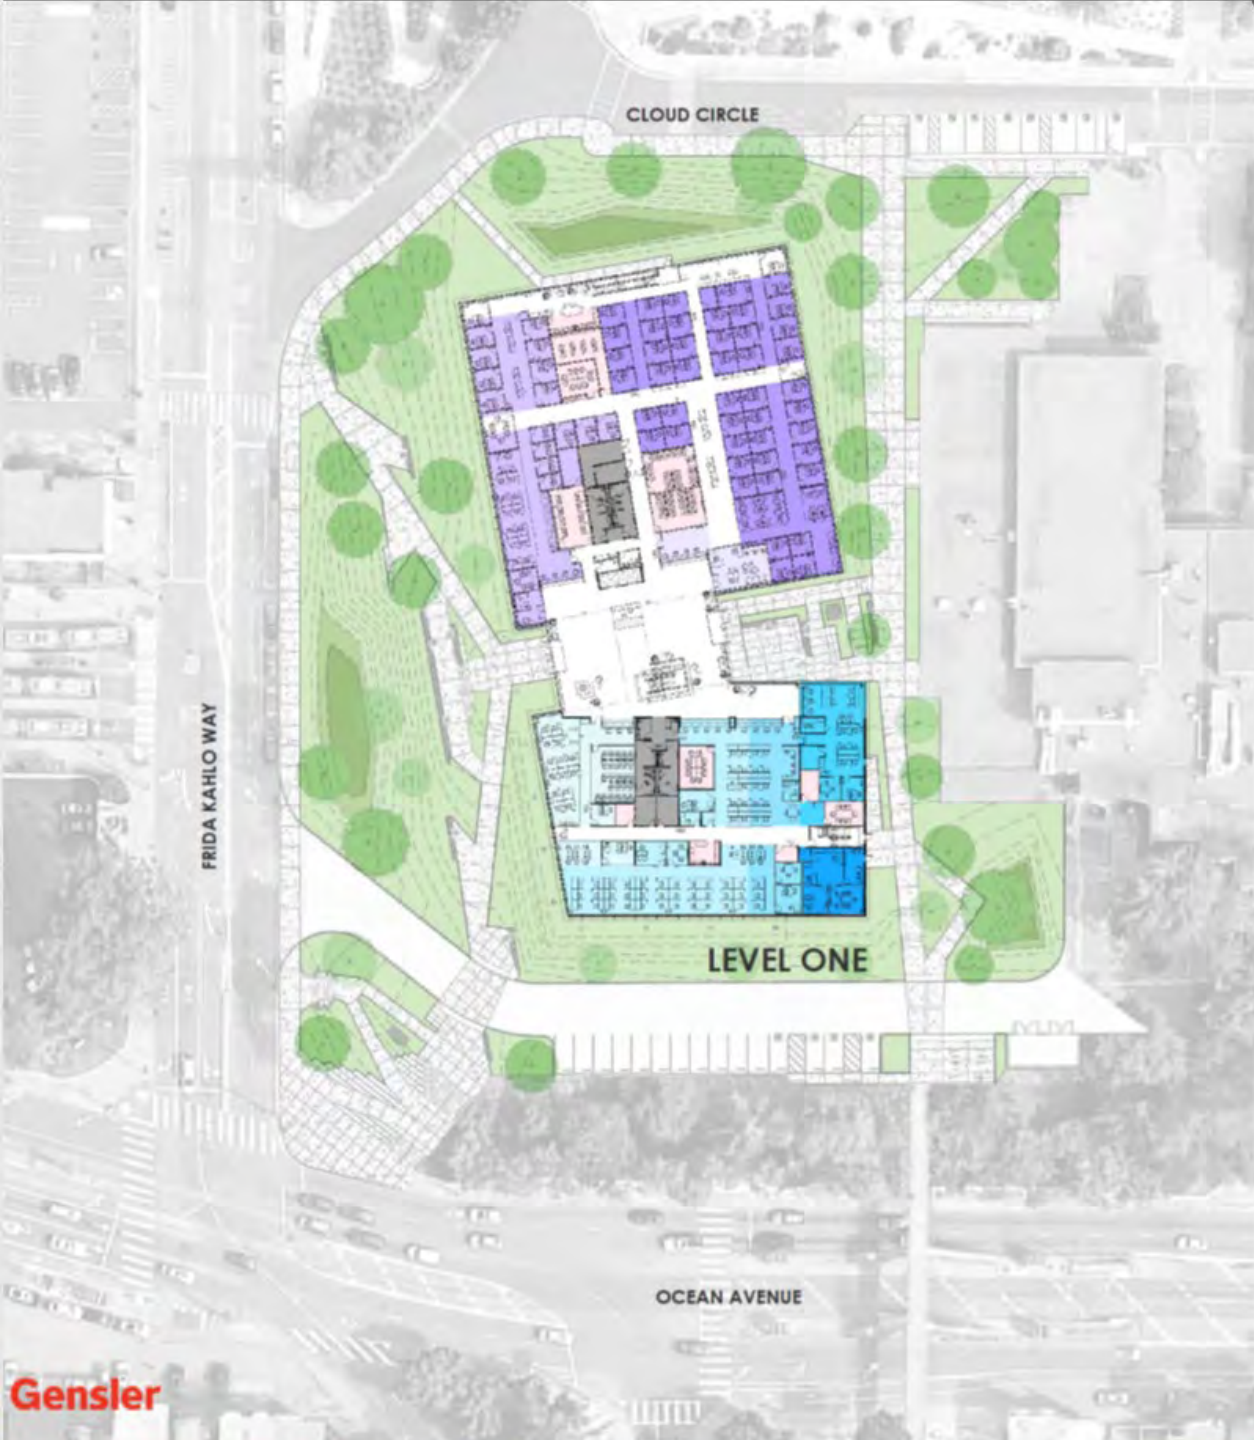 CLOUD CIRCLE
FRIDA KAHLO WAY
LEVEL ONE
OCEAN AVENUE
Gensler